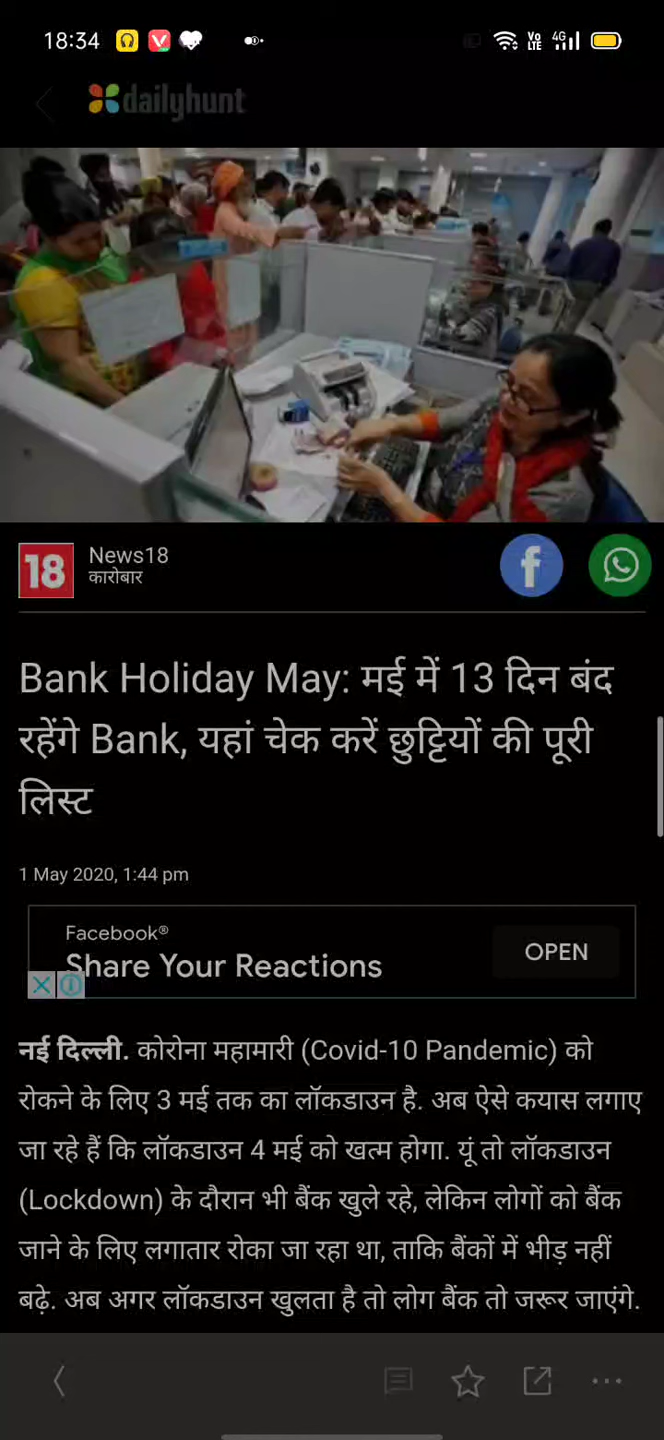 18:34
Vo
LTE
4G
dailyhunt
18
News18
कारोबार
Bank Holiday May: मई में 13 दिन बंद
रहेंगे Bank, यहां चेक करें छुट्टियों की पूरी
लिस्ट
1 May 2020, 1:44 pm
Facebook®
Share Your Reactions
OPEN
नई दिल्ली. कोरोना महामारी (Covid-10 Pandemic) को
रोकने के लिए 3 मई तक का लॉकडाउन है. अब ऐसे कयास लगाए
जा रहे हैं कि लॉकडाउन 4 मई को खत्म होगा. यूं तो लॉकडाउन
(Lockdown) के दौरान भी बैंक खुले रहे, लेकिन लोगों को बैंक
जाने के लिए लगातार रोका जा रहा था, ताकि बैंकों में भीड़ नहीं
बढ़े. अब अगर लॉकडाउन खुलता है तो लोग बैंक तो जरूर जाएंगे.